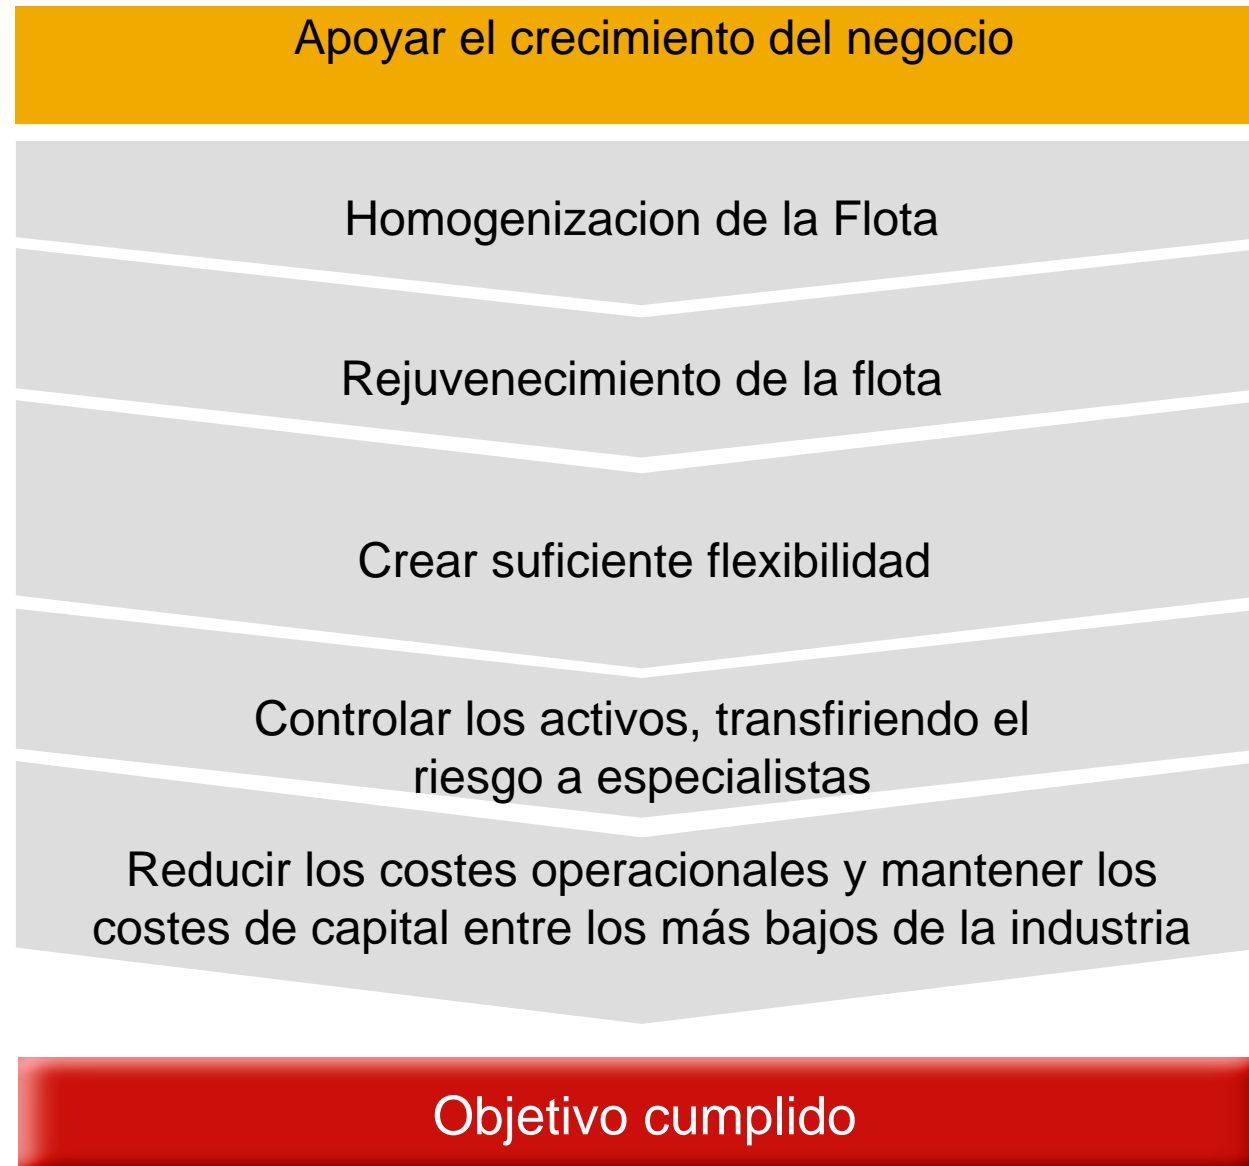 Apoyar el crecimiento del negocio
Homogenizacion de la Flota
Rejuvenecimiento de la flota
Crear suficiente flexibilidad
Controlar los activos, transfiriendo el
riesgo a especialistas
Reducir los costes operacionales y mantener los
costes de capital entre los más bajos de la industria
Objetivo cumplido